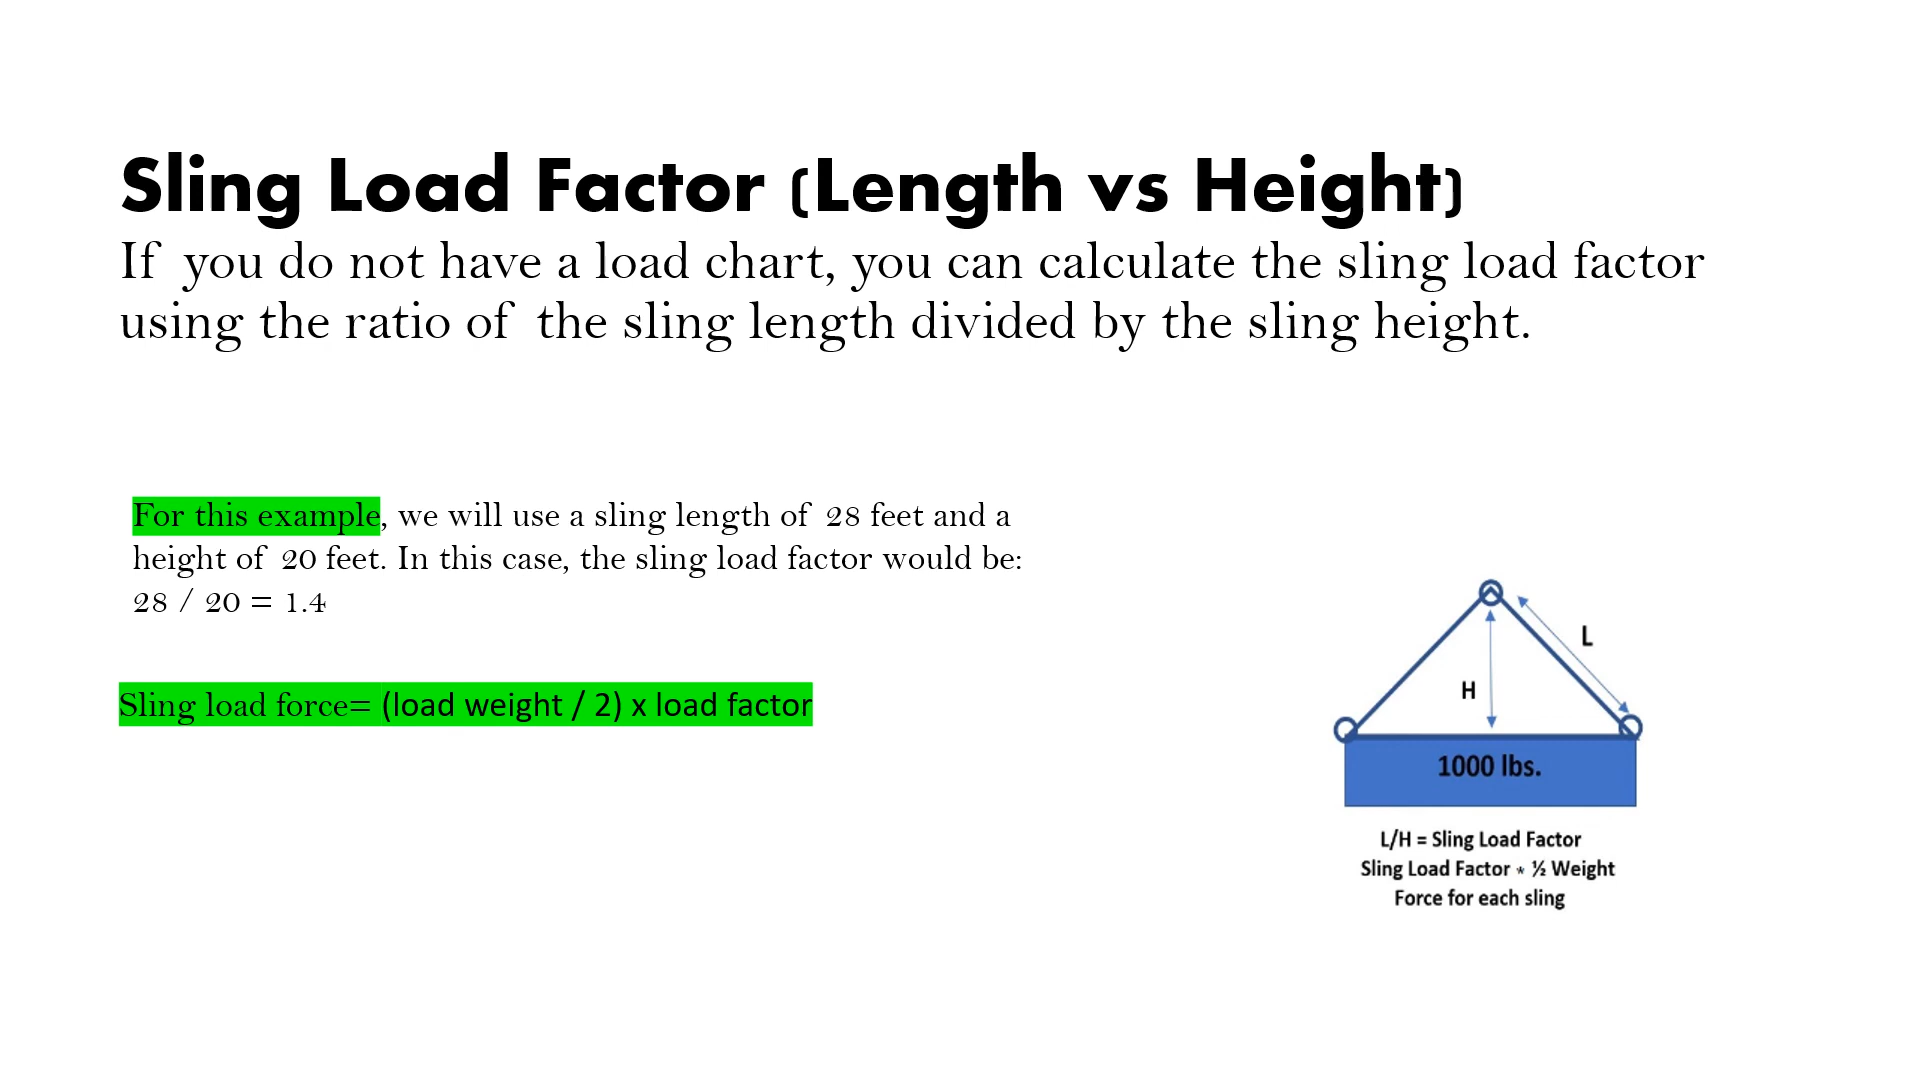 Sling Load Factor (Length vs Height)
If you do not have a load chart, you can calculate the sling load factor
using the ratio of the sling length divided by the sling height.
For this example, we will use a sling length of 28 feet and a
height of 20 feet. In this case, the sling load factor would be:
28 / 20 = 1.4
Sling load force= (load weight / 2) x load factor
L
H
1000 lbs.
L/H = Sling Load Factor
Sling Load Factor * ½ Weight
Force for each sling